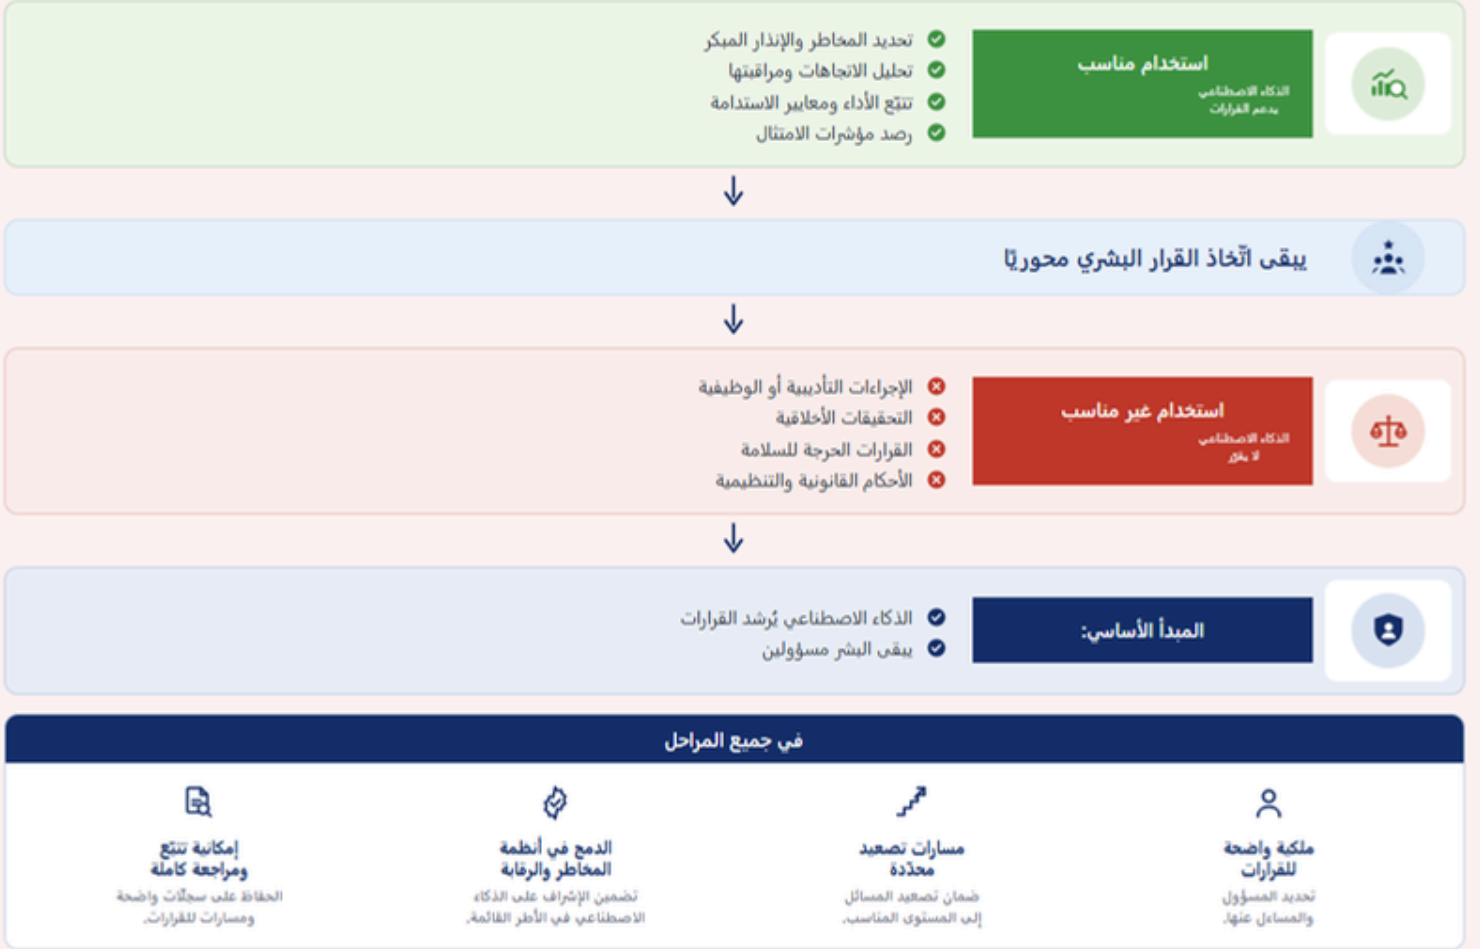 استخدام مناسب
الذكاء الاصطناعي
يدعم القرارات
تحديد المخاطر والإنذار المبكر
تحليل الاتجاهات ومراقبتها
تتبّع الأداء ومعايير الاستدامة
رصد مؤشرات الامتثال
يبقى اتّخاذ القرار البشري محوريًا
استخدام غير مناسب
الذكاء الاصطناعي
لا يقرّر
الإجراءات التأديبية أو الوظيفية
التحقيقات الأخلاقية
القرارات الحرجة للسلامة
الأحكام القانونية والتنظيمية
المبدأ الأساسي:
الذكاء الاصطناعي يُرشد القرارات
يبقى البشر مسؤولين
في جميع المراحل
ملكية واضحة
للقرارات
تحديد المسؤول
والمساءل عنها.
مسارات تصعيد
محدّدة
ضمان تصعيد المسائل
إلى المستوى المناسب.
الدمج في أنظمة
المخاطر والرقابة
تضمين الإشراف على الذكاء
الاصطناعي في الأطر القائمة.
إمكانية تتبّع
ومراجعة كاملة
الحفاظ على سجلّات واضحة
ومسارات للقرارات.